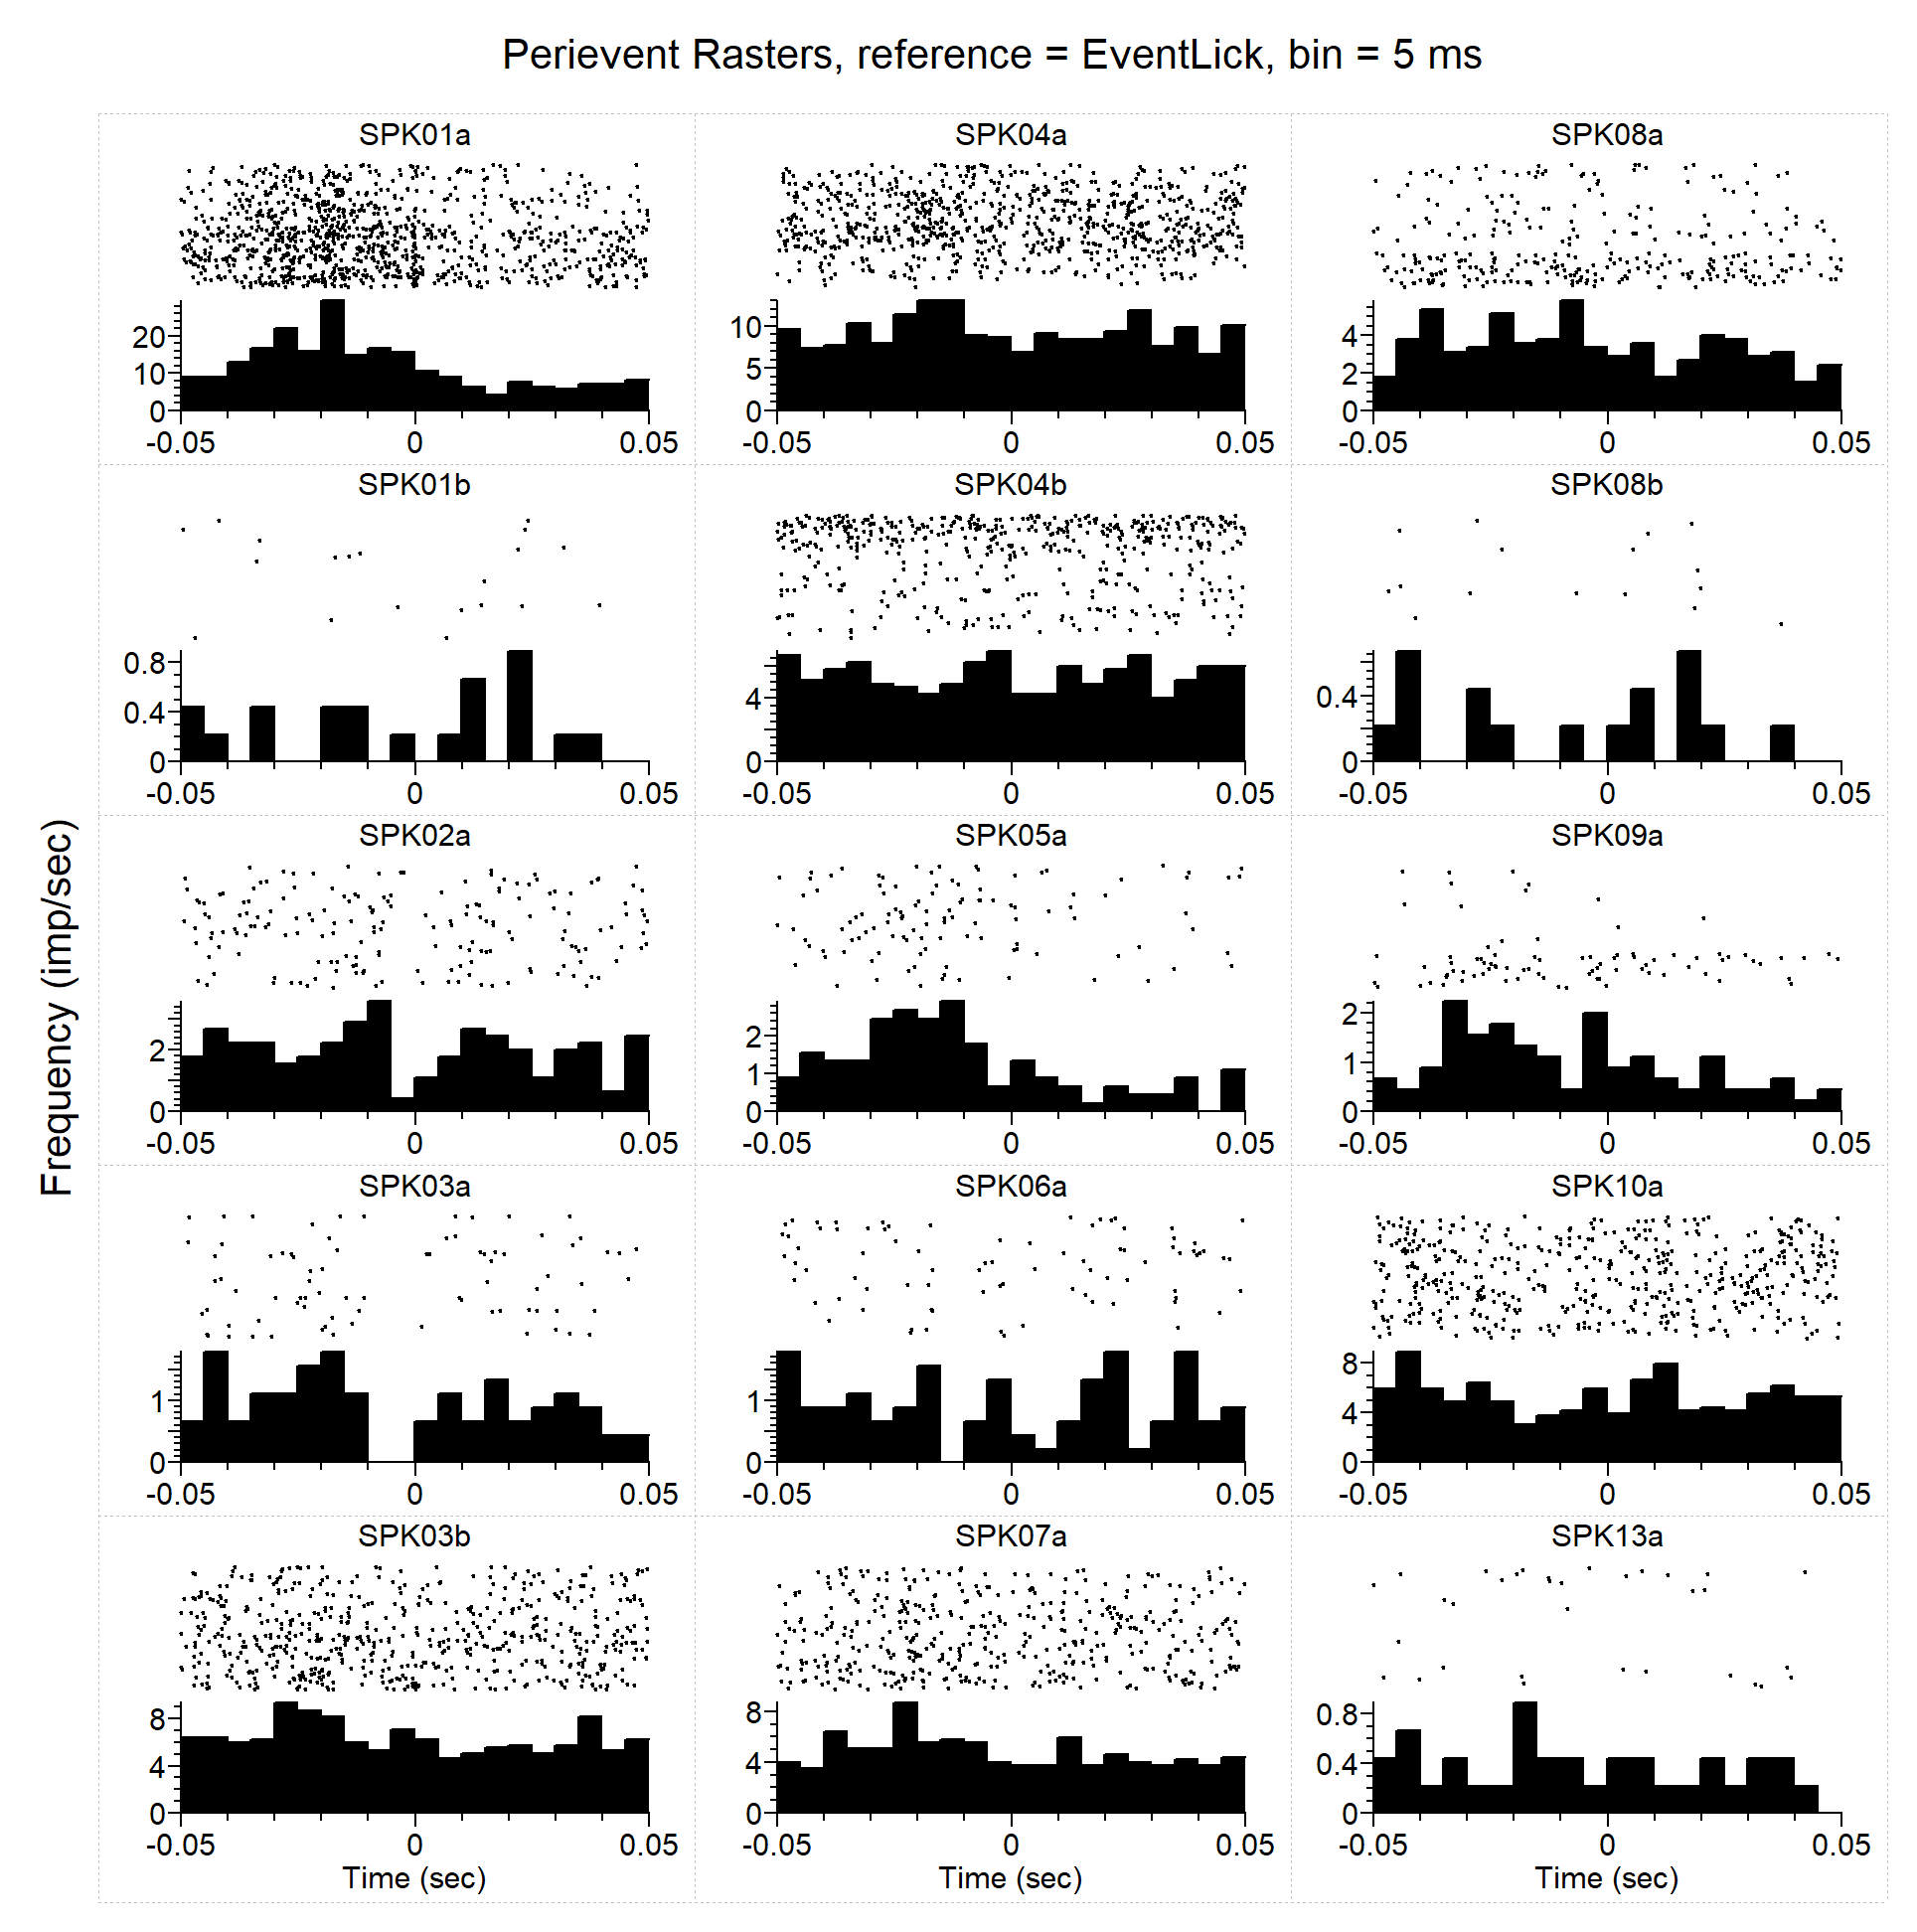 Perievent Rasters, reference = EventLick, bin = 5 ms
Frequency (imp/sec)
SPK01a
20
10
0
-0.05 0 0.05
SPK04a
10
5
0
-0.05 0 0.05
SPK08a
4
2
0
-0.05 0 0.05
SPK01b
0.8
0.4
0
-0.05 0 0.05
SPK04b
4
0
-0.05 0 0.05
SPK08b
0.4
0
-0.05 0 0.05
SPK02a
2
0
-0.05 0 0.05
SPK05a
2
1
0
-0.05 0 0.05
SPK09a
2
1
0
-0.05 0 0.05
SPK03a
1
0
-0.05 0 0.05
SPK06a
1
0
-0.05 0 0.05
SPK10a
8
4
0
-0.05 0 0.05
SPK03b
8
4
0
-0.05 0 0.05
Time (sec)
SPK07a
8
4
0
-0.05 0 0.05
Time (sec)
SPK13a
0.8
0.4
0
-0.05 0 0.05
Time (sec)